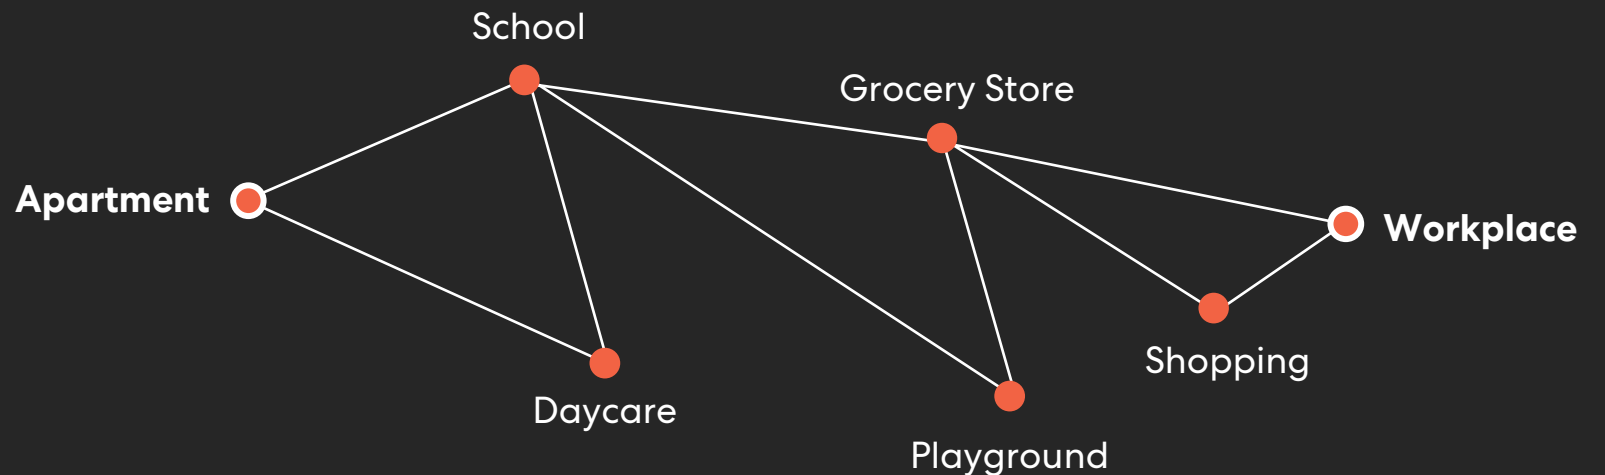 School
Grocery Store
Apartment
Workplace
Shopping
Daycare
Playground